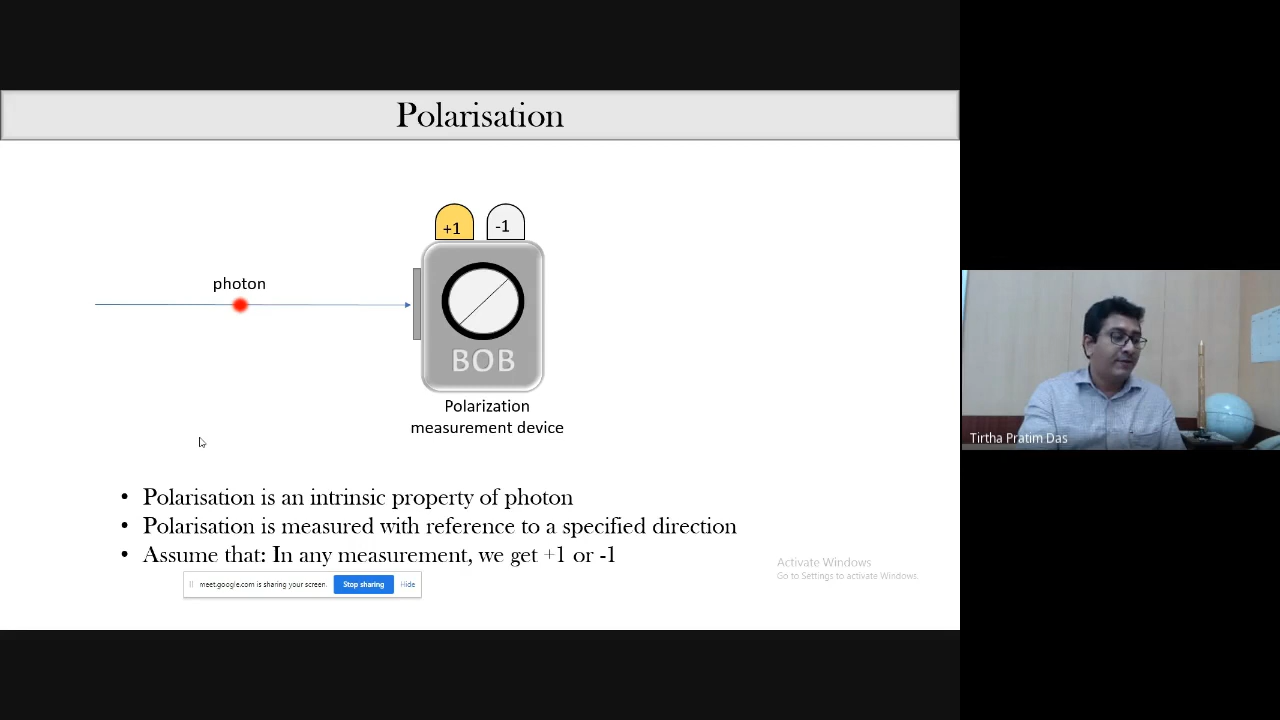 Polarisation
+1
-1
photon
BOB
Polarization
measurement device
• Polarisation is an intrinsic property of photon
• Polarisation is measured with reference to a specified direction
• Assume that: In any measurement, we get +1 or -1
meet.google.com is sharing your screen.
Stop sharing
Hide
Activate Windows
Go to Settings to activate Windows.
Tirtha Pratim Das